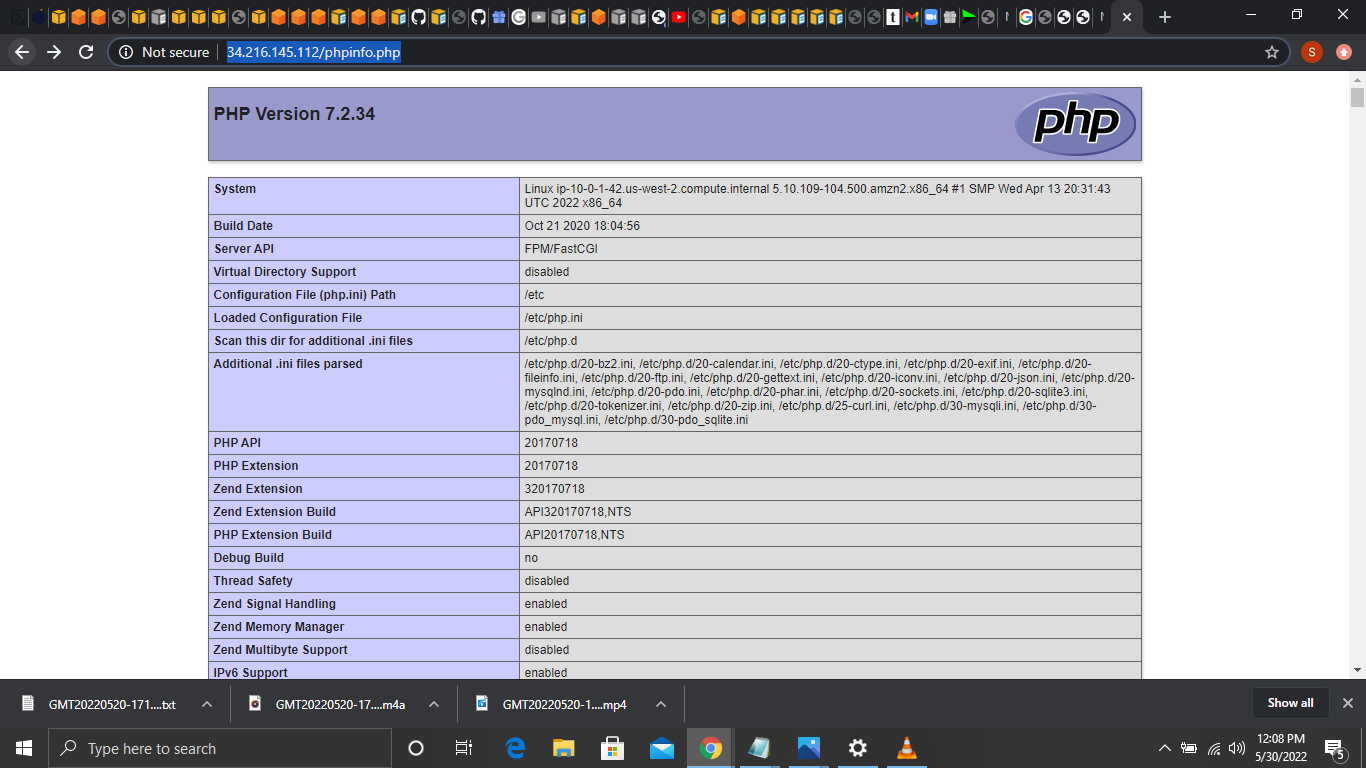 Not secure
34.216.145.112/phpinfo.php
S
PHP Version 7.2.34
php
System
Linux ip-10-0-1-42.us-west-2.compute.internal 5.10.109-104.500.amzn2.x86_64 #1 SMP Wed Apr 13 20:31:43
UTC 2022 x86_64
Build Date
Oct 21 2020 18:04:56
Server API
FPM/FastCGI
Virtual Directory Support
disabled
Configuration File (php.ini) Path
/etc
Loaded Configuration File
/etc/php.ini
Scan this dir for additional .ini files
/etc/php.d
Additional .ini files parsed
/etc/php.d/20-bz2.ini, /etc/php.d/20-calendar.ini, /etc/php.d/20-ctype.ini, /etc/php.d/20-exif.ini, /etc/php.d/20-
fileinfo.ini, /etc/php.d/20-ftp.ini, /etc/php.d/20-gettext.ini, /etc/php.d/20-iconv.ini, /etc/php.d/20-json.ini, /etc/php.d/20-
mysqlnd.ini, /etc/php.d/20-pdo.ini, /etc/php.d/20-phar.ini, /etc/php.d/20-sockets.ini, /etc/php.d/20-sqlite3.ini,
/etc/php.d/20-tokenizer.ini, /etc/php.d/20-zip.ini, /etc/php.d/25-curl.ini, /etc/php.d/30-mysqli.ini, /etc/php.d/30-
pdo_mysql.ini, /etc/php.d/30-pdo_sqlite.ini
PHP API
20170718
PHP Extension
20170718
Zend Extension
320170718
Zend Extension Build
API320170718,NTS
PHP Extension Build
API20170718,NTS
Debug Build
no
Thread Safety
disabled
Zend Signal Handling
enabled
Zend Memory Manager
enabled
Zend Multibyte Support
disabled
IPv6 Support
enabled
GMT20220520-171....txt
GMT20220520-17....m4a
GMT20220520-1....mp4
Show all
Type here to search
12:08 PM
5/30/2022
5